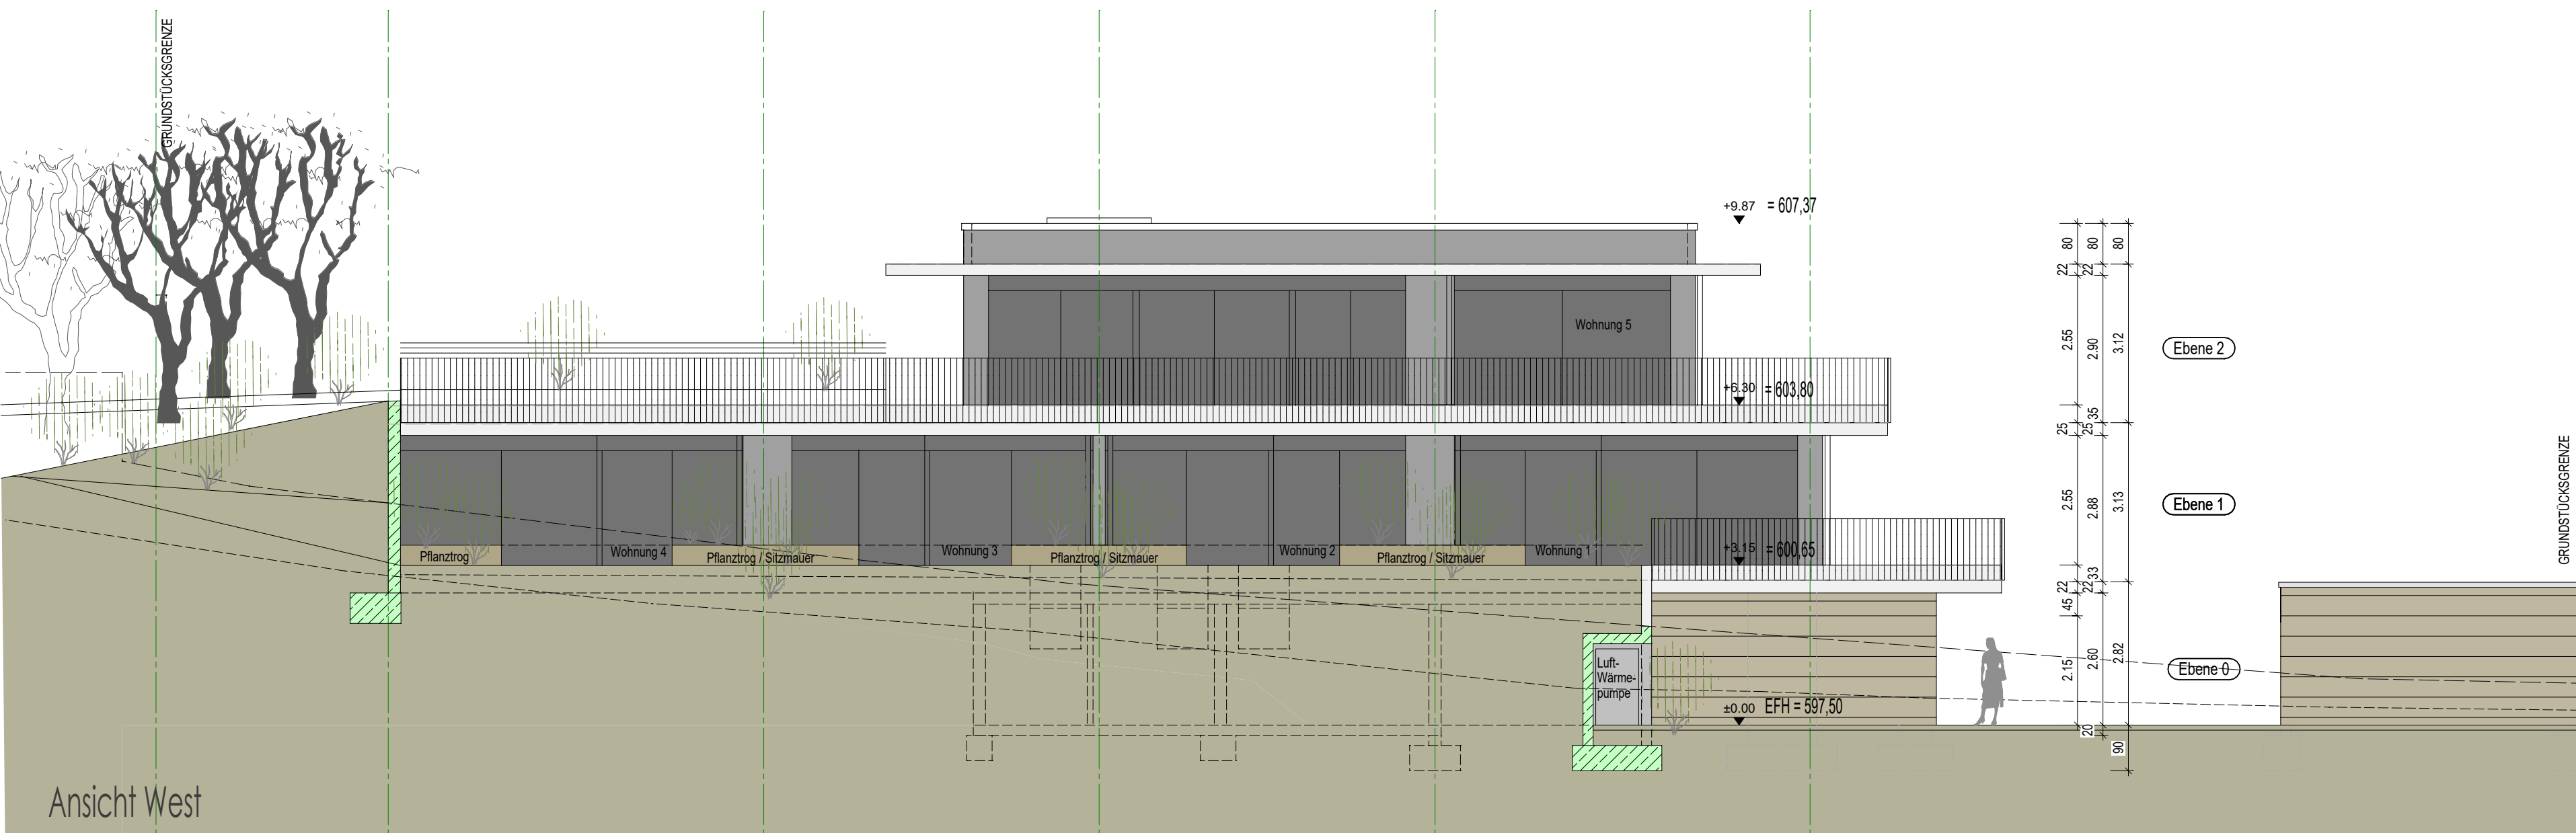 GRUNDSTÜCKSGRENZE
+9.87 = 607,37
Wohnung 5
+6.30 = 603,80
Pflanztrog
Wohnung 4
Pflanztrog / Sitzmauer
Wohnung 3
Pflanztrog / Sitzmauer
Wohnung 2
Pflanztrog / Sitzmauer
Wohnung 1
+3.15 = 600,65
Luft-
Wärme-
pumpe
±0.00 EFH = 597,50
80
22
2.55
25
2.55
22
45
2.15
80
22
2.90
35
25
2.88
33
22
2.60
20
80
3.12
3.13
2.82
90
Ebene 2
Ebene 1
Ebene 0
GRUNDSTÜCKSGRENZE
Ansicht West